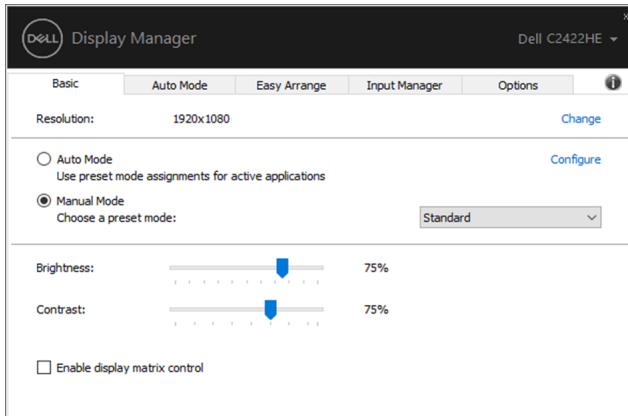 DELL Display Manager Dell C2422HE
x
Basic Auto Mode Easy Arrange Input Manager Options i
Resolution: 1920x1080 Change
Auto Mode Configure
Use preset mode assignments for active applications
Manual Mode
Choose a preset mode: Standard
Brightness: 75%
Contrast: 75%
Enable display matrix control